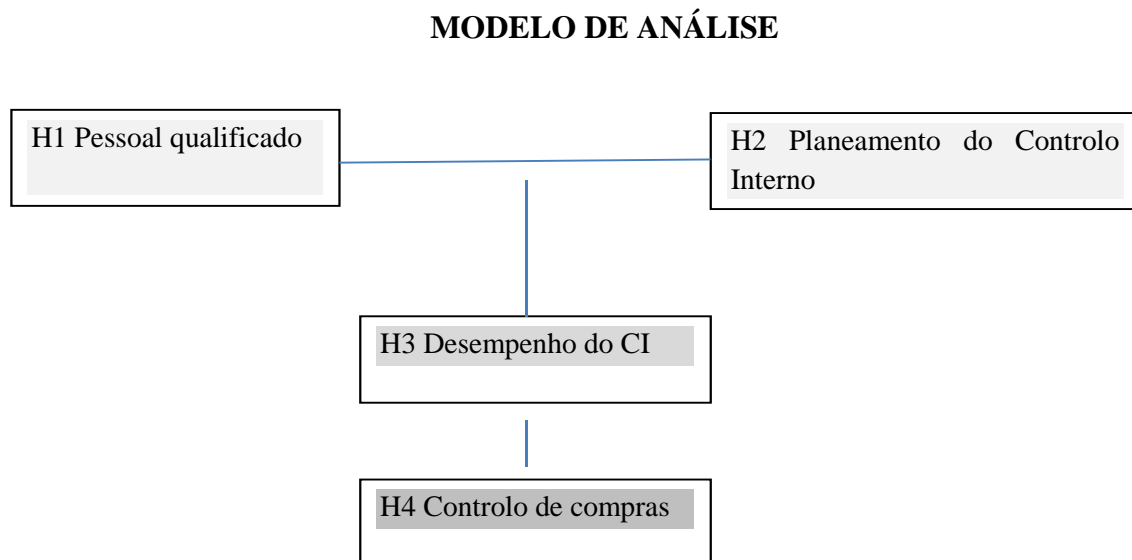 MODELO DE ANÁLISE
H1 Pessoal qualificado
H2 Planeamento do Controlo
Interno
H3 Desempenho do CI
H4 Controlo de compras